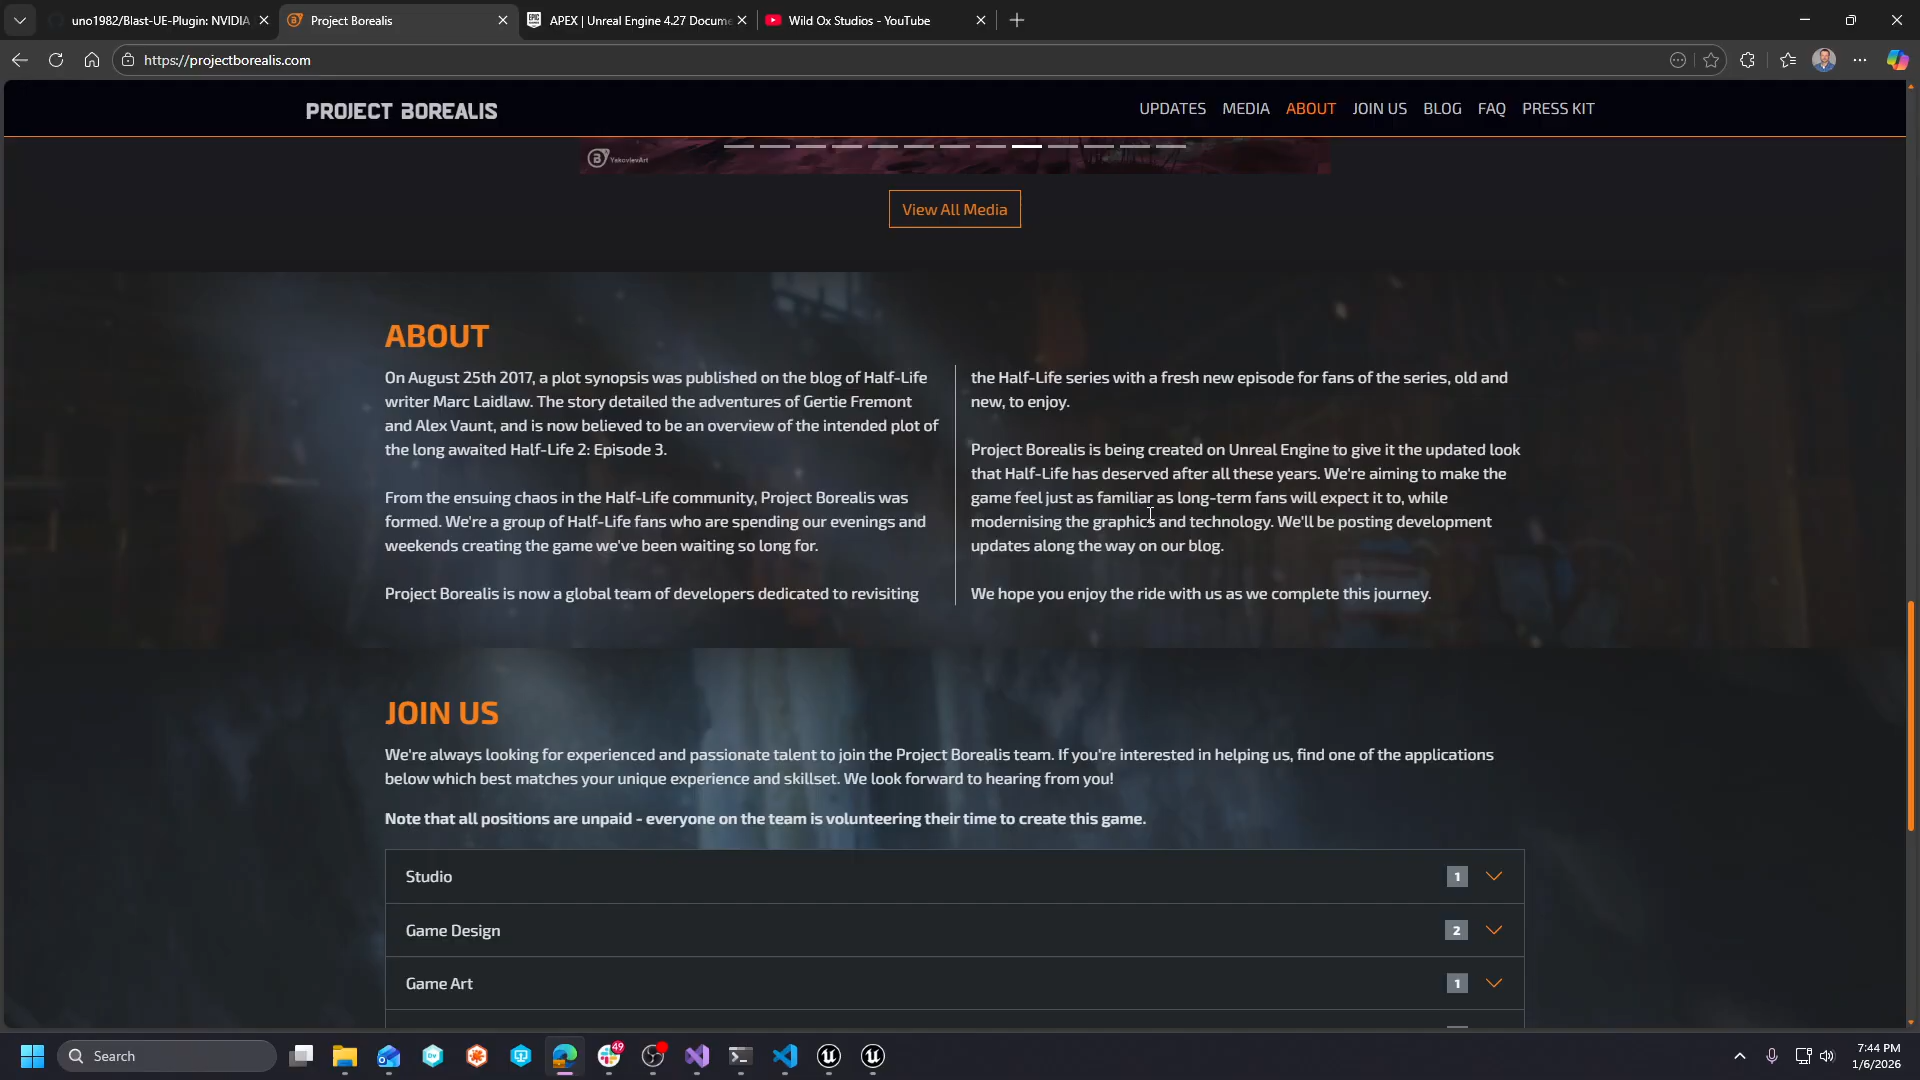 uno1982/Blast-UE-Plugin: NVIDIA
Project Borealis
APEX | Unreal Engine 4.27 Docume
Wild Ox Studios - YouTube
https://projectborealis.com
PROJECT BOREALIS
UPDATES
MEDIA
ABOUT
JOIN US
BLOG
FAQ
PRESS KIT
YakovlevArt
View All Media
ABOUT
On August 25th 2017, a plot synopsis was published on the blog of Half-Life
writer Marc Laidlaw. The story detailed the adventures of Gertie Fremont
and Alex Vaunt, and is now believed to be an overview of the intended plot of
the long awaited Half-Life 2: Episode 3.
From the ensuing chaos in the Half-Life community, Project Borealis was
formed. We're a group of Half-Life fans who are spending our evenings and
weekends creating the game we've been waiting so long for.
Project Borealis is now a global team of developers dedicated to revisiting
the Half-Life series with a fresh new episode for fans of the series, old and
new, to enjoy.
Project Borealis is being created on Unreal Engine to give it the updated look
that Half-Life has deserved after all these years. We're aiming to make the
game feel just as familiar as long-term fans will expect it to, while
modernising the graphics and technology. We'll be posting development
updates along the way on our blog.
We hope you enjoy the ride with us as we complete this journey.
JOIN US
We're always looking for experienced and passionate talent to join the Project Borealis team. If you're interested in helping us, find one of the applications
below which best matches your unique experience and skillset. We look forward to hearing from you!
Note that all positions are unpaid - everyone on the team is volunteering their time to create this game.
Studio
1
Game Design
2
Game Art
1
Search
49
7:44 PM
1/6/2026